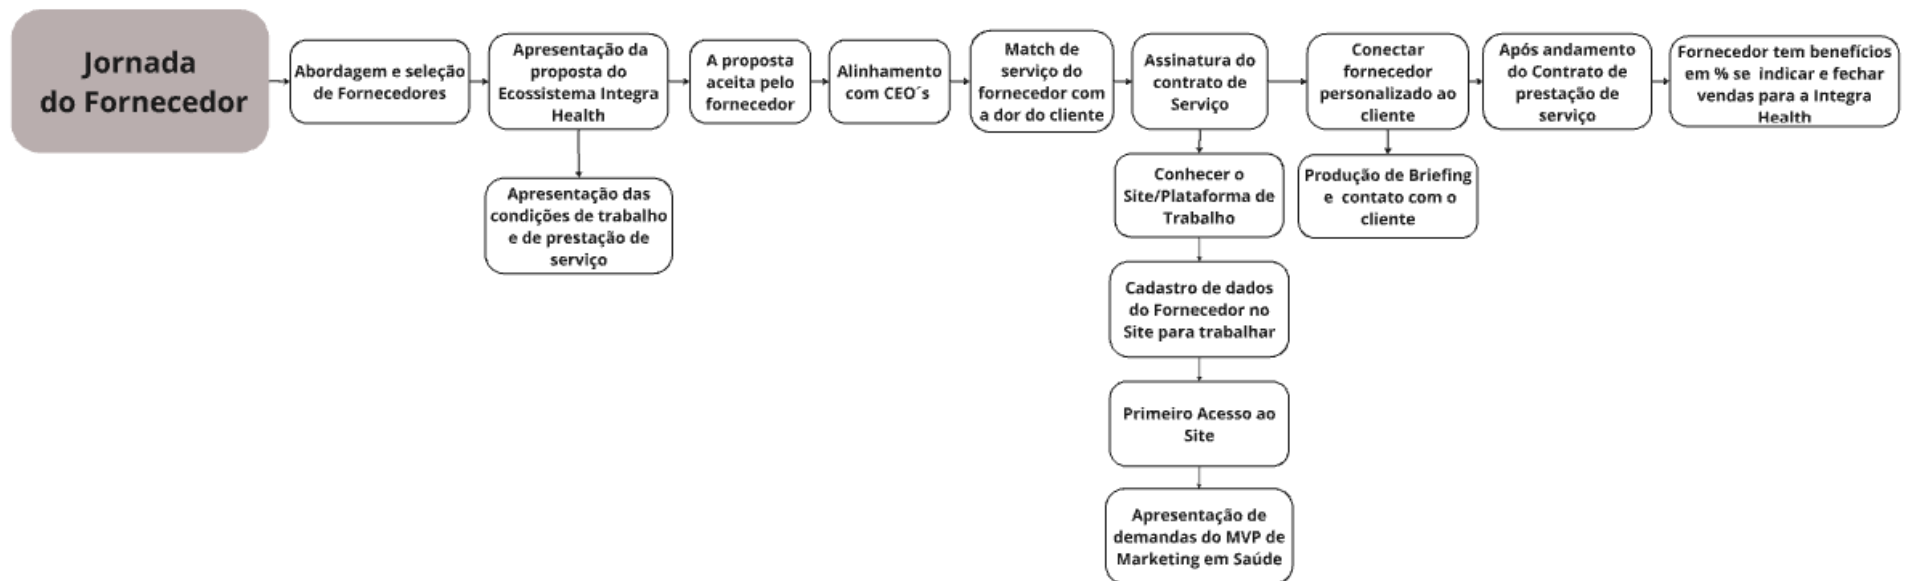 Jornada
do Fornecedor
Abordagem e seleção
de Fornecedores
Apresentação da
proposta do
Ecossistema Integra
Health
A proposta
aceita pelo
fornecedor
Alinhamento
com CEO´s
Match de
serviço do
fornecedor com
a dor do cliente
Assinatura do
contrato de
Serviço
Conectar
fornecedor
personalizado ao
cliente
Após andamento
do Contrato de
prestação de
serviço
Fornecedor tem benefícios
em % se indicar e fechar
vendas para a Integra
Health
Apresentação das
condições de trabalho
e de prestação de
serviço
Conhecer o
Site/Plataforma de
Trabalho
Produção de Briefing
e contato com o
cliente
Cadastro de dados
do Fornecedor no
Site para trabalhar
Primeiro Acesso ao
Site
Apresentação de
demandas do MVP de
Marketing em Saúde